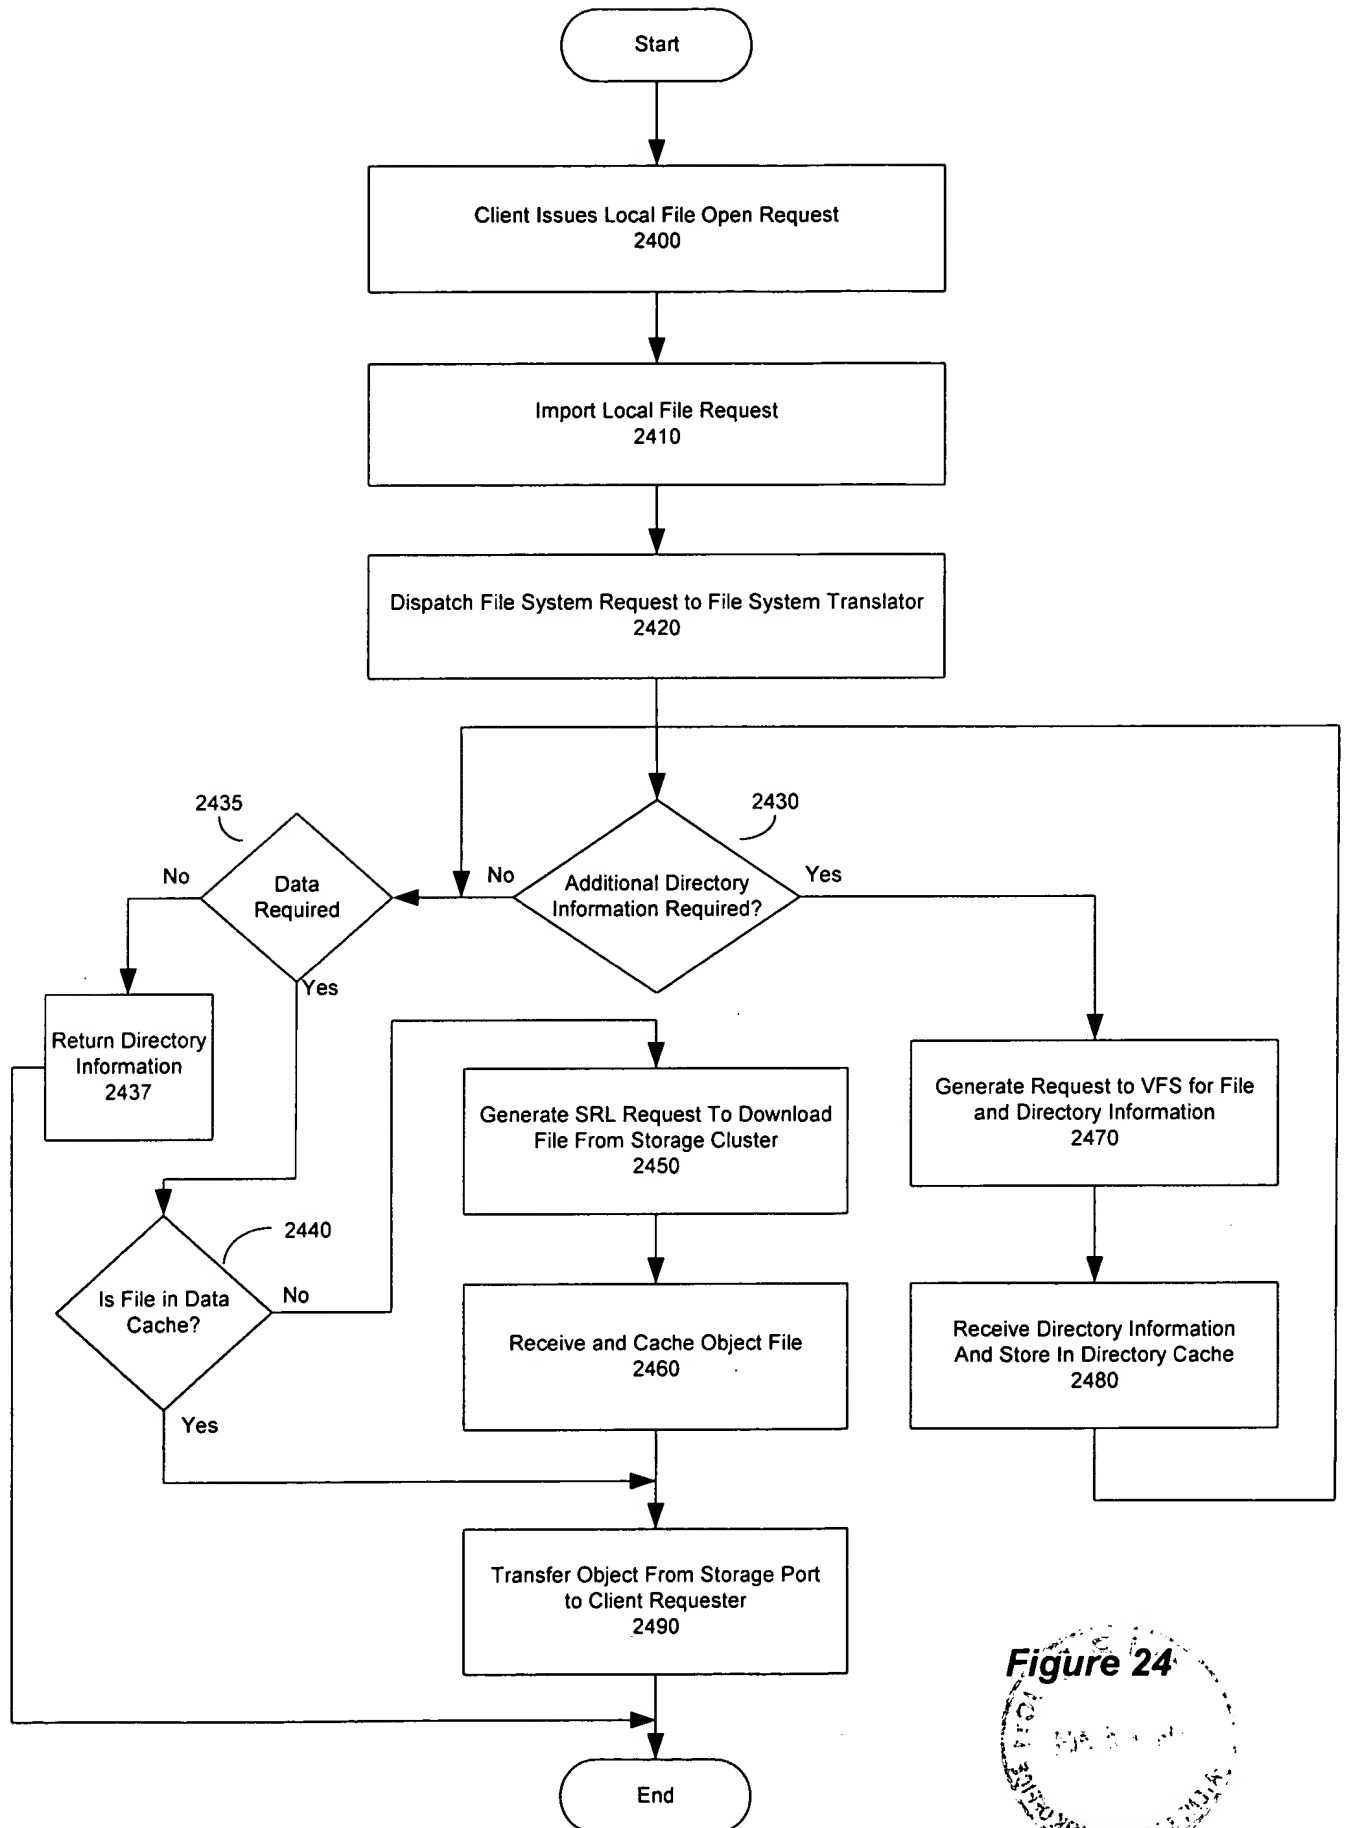 Start
Client Issues Local File Open Request
2400
Import Local File Request
2410
Dispatch File System Request to File System Translator
2420
2435
2430
No
Data
Required
No
Additional Directory
Information Required?
Yes
Yes
Return Directory
Information
2437
Generate SRL Request To Download
File From Storage Cluster
2450
Generate Request to VFS for File
and Directory Information
2470
2440
Is File in Data
Cache?
No
Yes
Receive and Cache Object File
2460
Receive Directory Information
And Store In Directory Cache
2480
Transfer Object From Storage Port
to Client Requester
2490
Figure 24
End